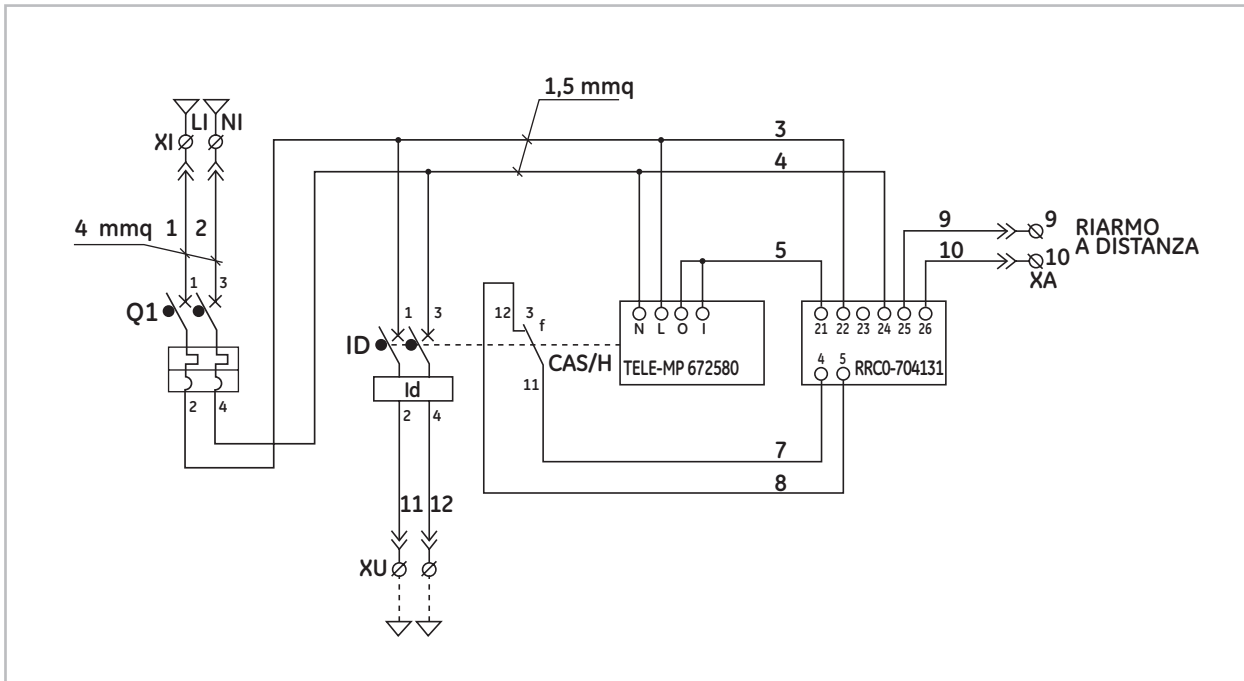 1,5 mmq
LI NI
XI
3
4
4 mmq 1 2
9 9 RIARMO
A DISTANZA
10 10
XA
5
1 3
Q1
12 3
f
1 3
ID
CAS/H
N L O I
TELE-MP 672580
21 22 23 24 25 26
4 5
RRC0-704131
11
Id
2 4
2 4
7
8
11 12
XU